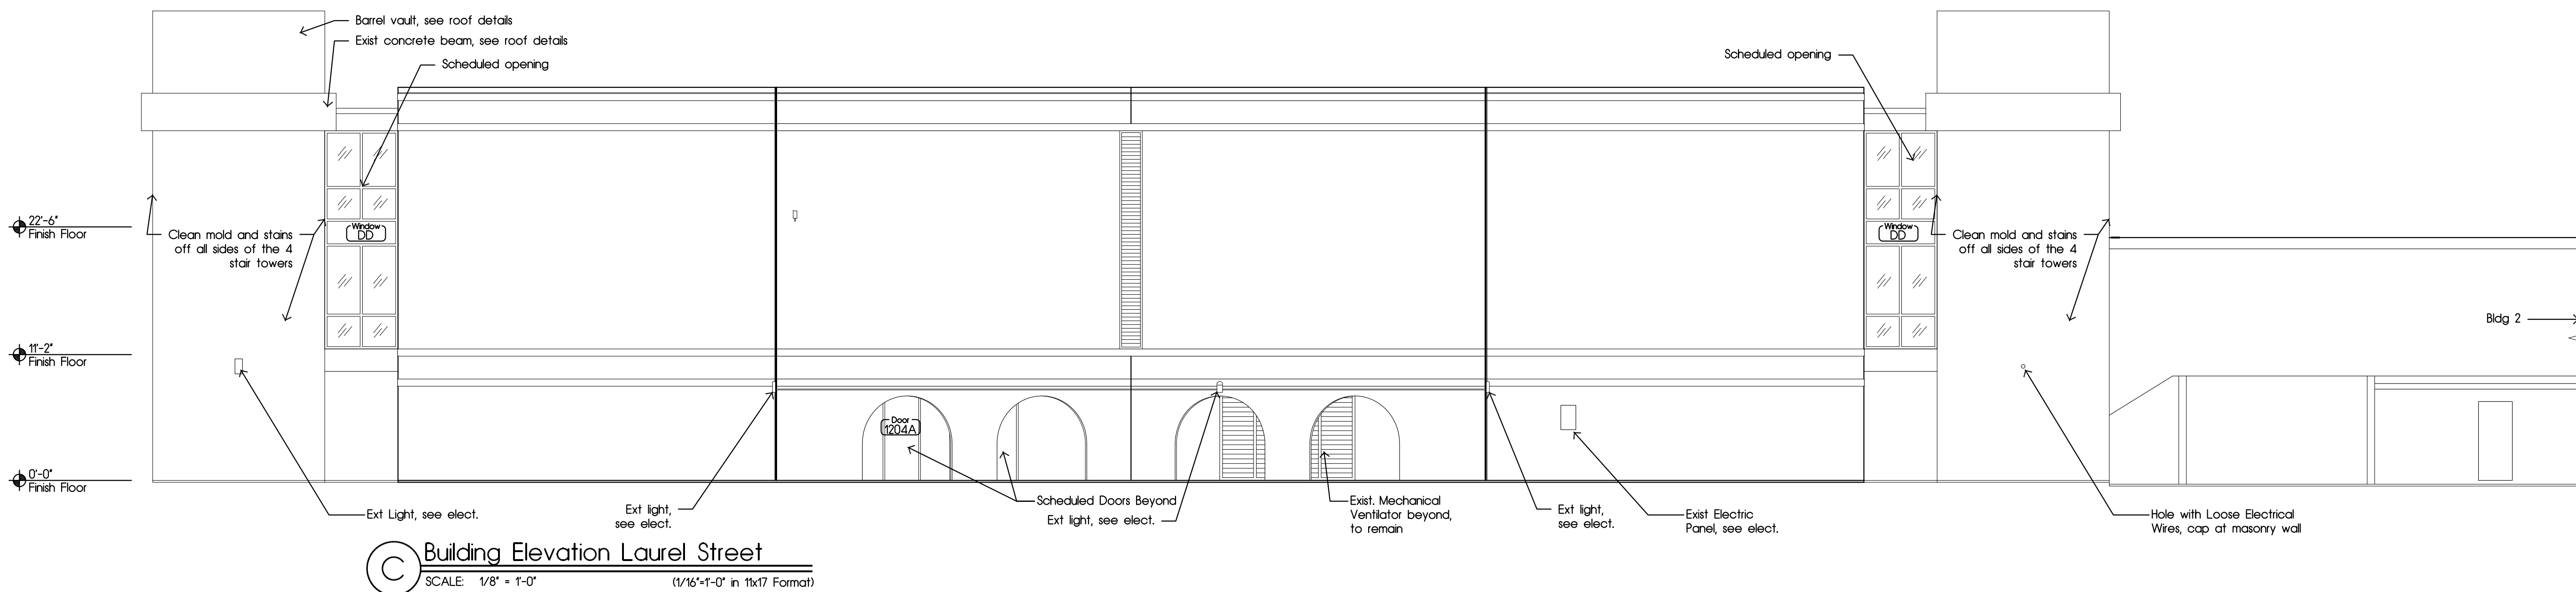 Barrel vault, see roof details
Exist concrete beam, see roof details
Scheduled opening
Scheduled opening
22'-6"
Finish Floor
Clean mold and stains
off all sides of the 4
stair towers
Window
DD
Window
DD
Clean mold and stains
off all sides of the 4
stair towers
Bldg 2
11'-2"
Finish Floor
Door
1204A
0'-0"
Finish Floor
Ext Light, see elect.
Ext light,
see elect.
Scheduled Doors Beyond
Ext light, see elect.
Exist. Mechanical
Ventilator beyond,
to remain
Ext light,
see elect.
Exist Electric
Panel, see elect.
Hole with Loose Electrical
Wires, cap at masonry wall
C
Building Elevation Laurel Street
SCALE: 1/8" = 1'-0"
(1/16"=1'-0" in 11x17 Format)